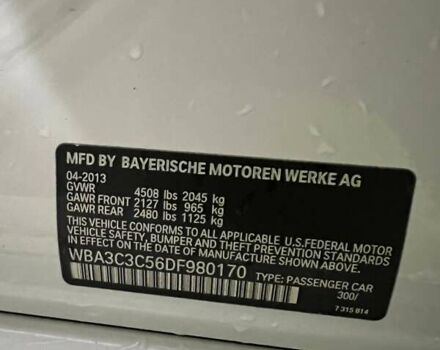 MFD BY BAYERISCHE MOTOREN WERKE AG
04-2013
GVWR 4508 lbs 2045 kg
GAWR FRONT 2127 lbs 965 kg
GAWR REAR 2480 lbs 1125 kg
THIS VEHICLE CONFORMS TO ALL APPLICABLE U.S.FEDERAL MOTOR
VEHICLE SAFETY, BUMPER, AND THEFT PREVENTION STANDARDS
IN EFFECT ON THE DATE OF MANUFACTURE SHOWN ABOVE.
WBA3C3C56DF980170 TYPE: PASSENGER CAR
300/
7 315 814